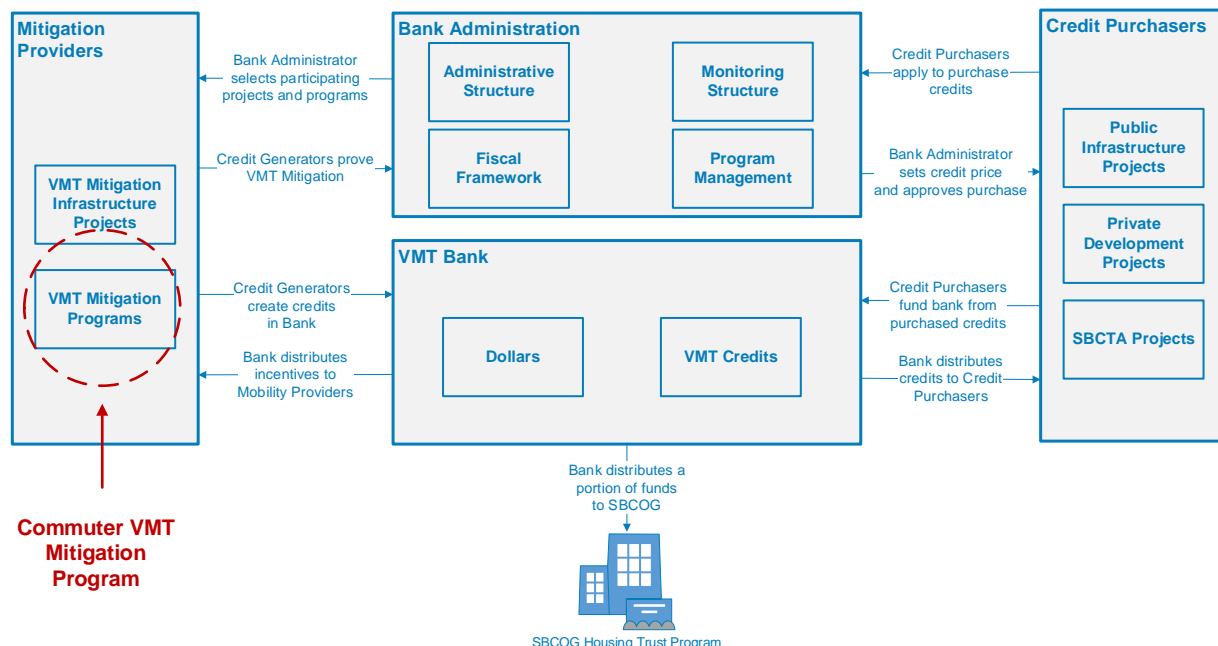 Mitigation
Providers
Bank Administrator
selects participating
projects and programs
Credit Generators prove
VMT Mitigation
VMT Mitigation
Infrastructure
Projects
VMT Mitigation
Programs
Credit Generators
create credits
in Bank
Bank distributes
incentives to
Mobility Providers
Commuter VMT
Mitigation
Program
Bank Administration
Administrative
Structure
Monitoring
Structure
Fiscal
Framework
Program
Management
VMT Bank
Dollars
VMT Credits
Bank distributes a
portion of funds
to SBCOG
SBCOG Housing Trust Program
Credit Purchasers
apply to purchase
credits
Bank Administrator
sets credit price
and approves purchase
Credit Purchasers
fund bank from
purchased credits
Bank distributes
credits to Credit
Purchasers
Credit Purchasers
Public
Infrastructure
Projects
Private
Development
Projects
SBCTA Projects